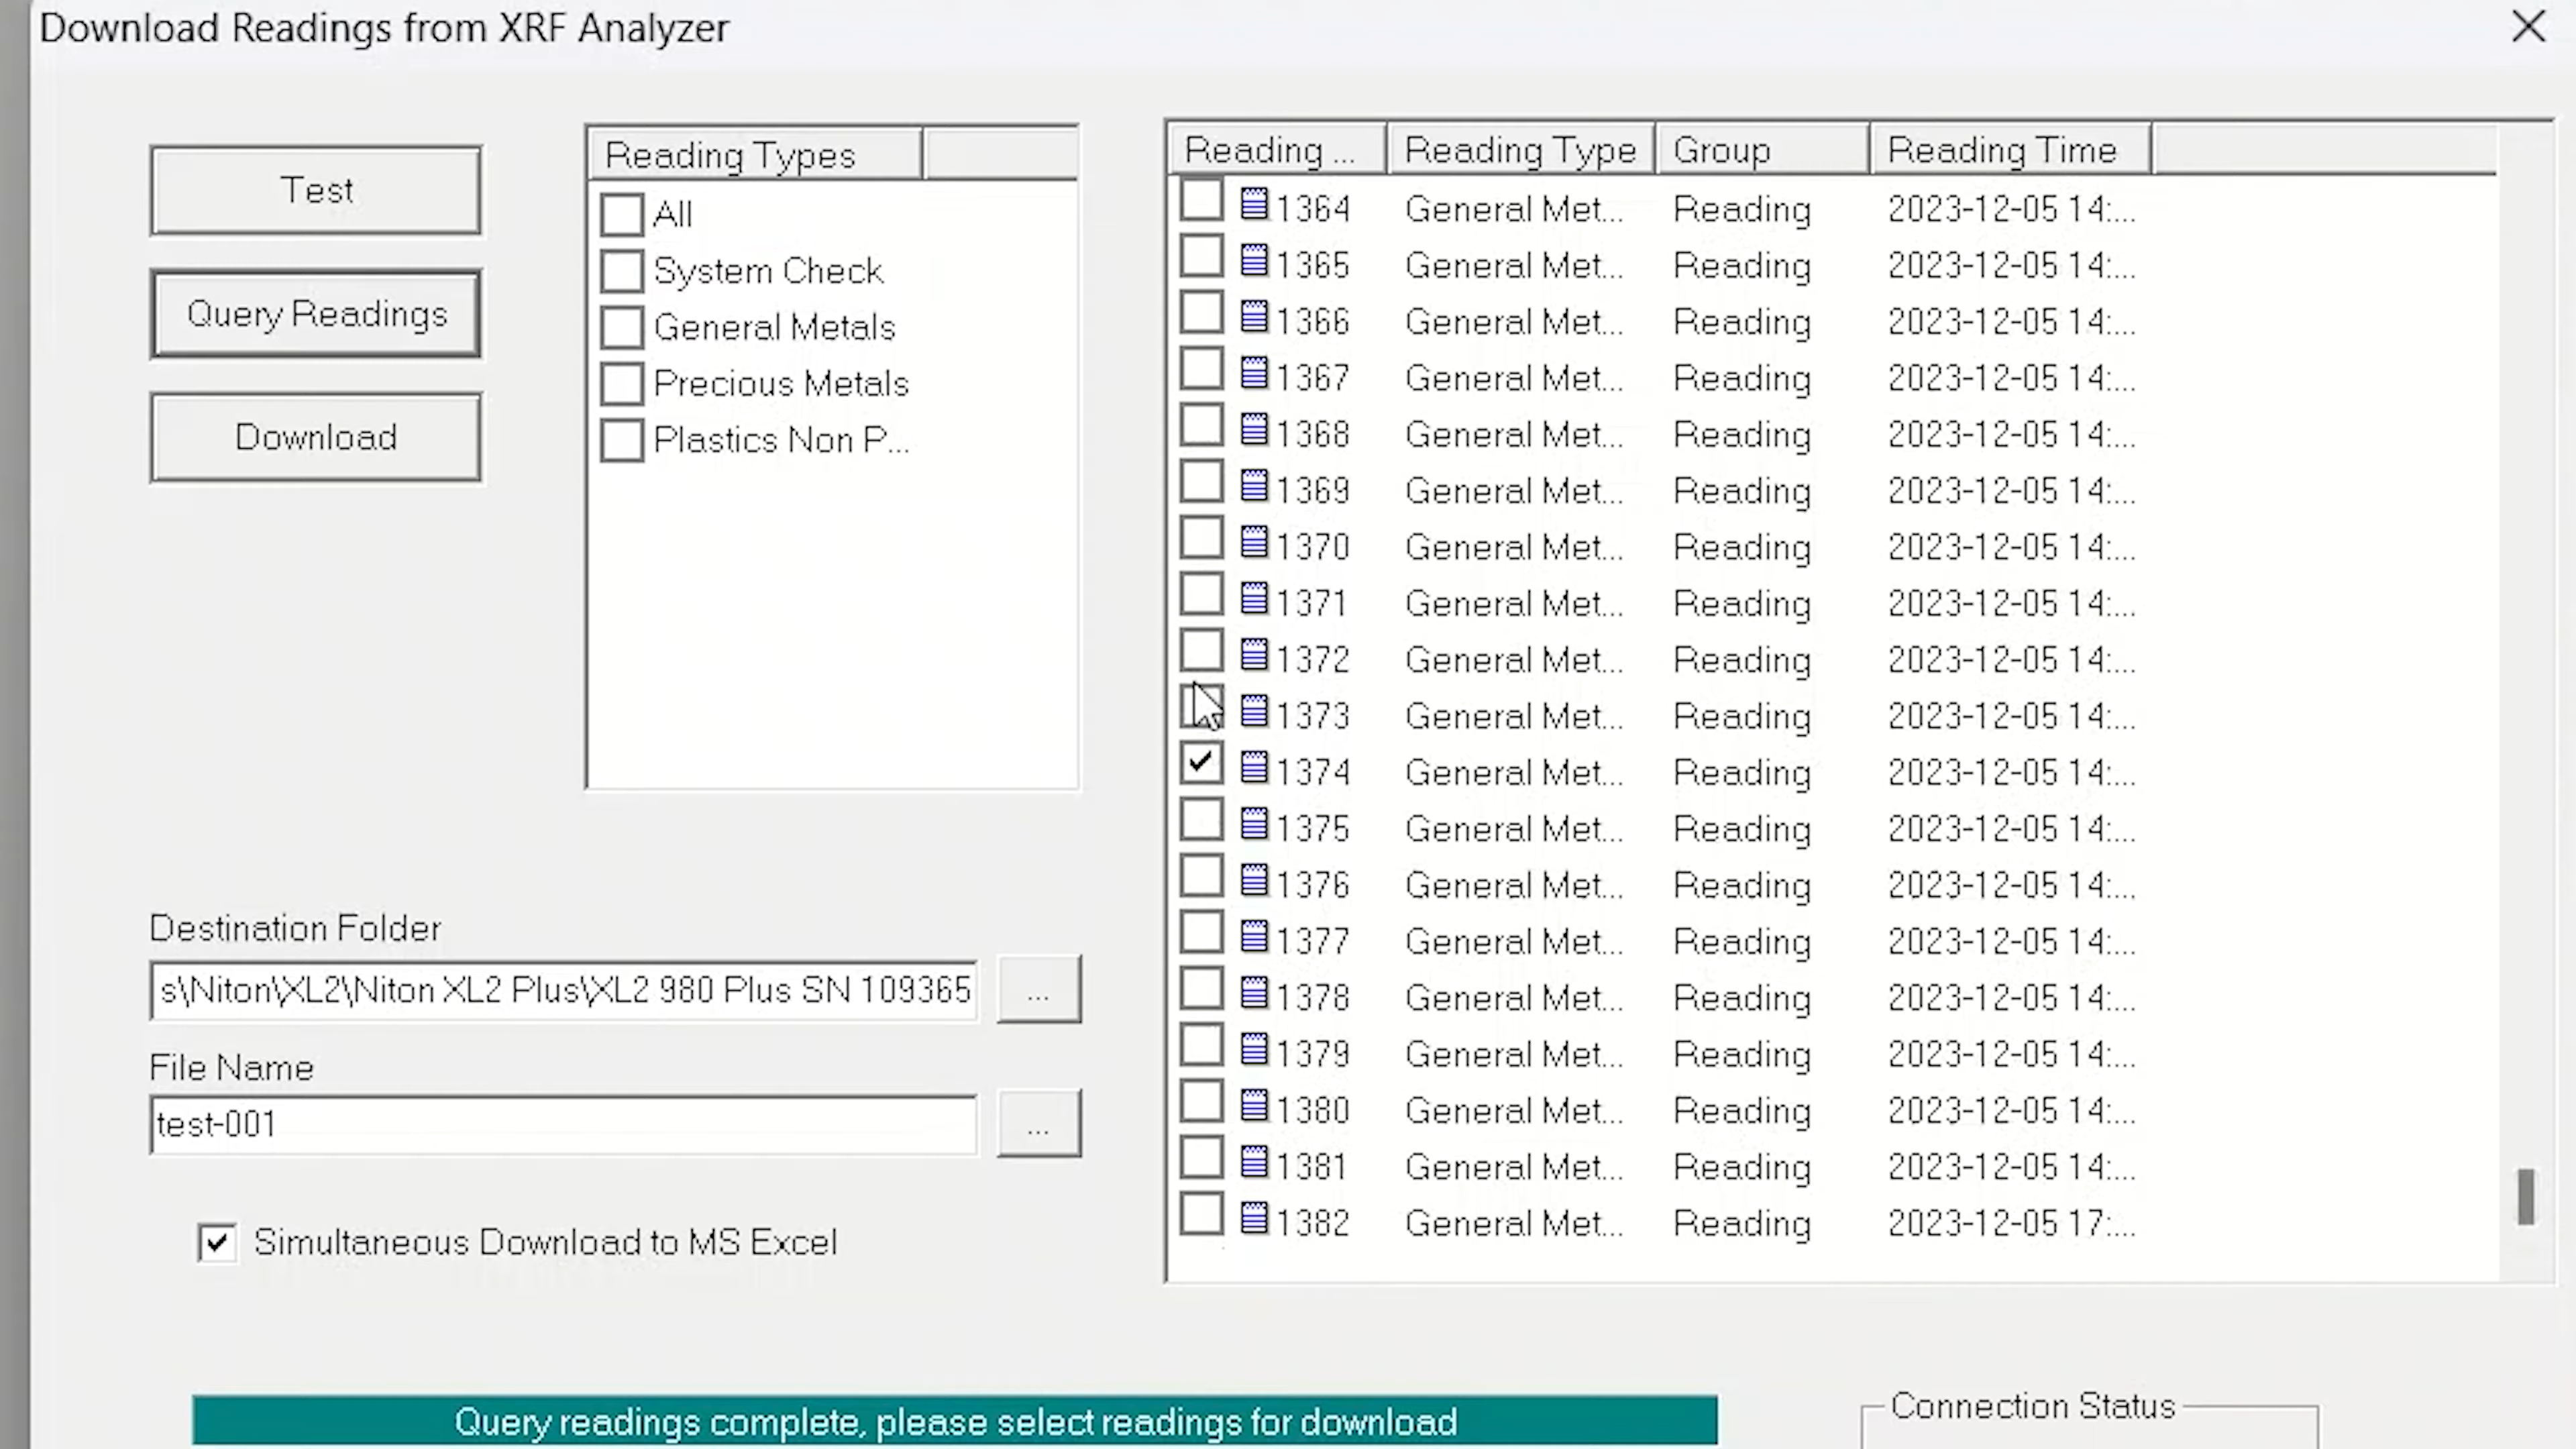 Download Readings from XRF Analyzer
Test
Query Readings
Download
Reading Types
All
System Check
General Metals
Precious Metals
Plastics Non P...
Destination Folder
s\Niton\XL2\Niton XL2 Plus\XL2 980 Plus SN 109365
...
File Name
test-001
...
Simultaneous Download to MS Excel
Reading ... Reading Type Group Reading Time
1364 General Met... Reading 2023-12-05 14:...
1365 General Met... Reading 2023-12-05 14:...
1366 General Met... Reading 2023-12-05 14:...
1367 General Met... Reading 2023-12-05 14:...
1368 General Met... Reading 2023-12-05 14:...
1369 General Met... Reading 2023-12-05 14:...
1370 General Met... Reading 2023-12-05 14:...
1371 General Met... Reading 2023-12-05 14:...
1372 General Met... Reading 2023-12-05 14:...
1373 General Met... Reading 2023-12-05 14:...
1374 General Met... Reading 2023-12-05 14:...
1375 General Met... Reading 2023-12-05 14:...
1376 General Met... Reading 2023-12-05 14:...
1377 General Met... Reading 2023-12-05 14:...
1378 General Met... Reading 2023-12-05 14:...
1379 General Met... Reading 2023-12-05 14:...
1380 General Met... Reading 2023-12-05 14:...
1381 General Met... Reading 2023-12-05 14:...
1382 General Met... Reading 2023-12-05 17:...
Query readings complete, please select readings for download
Connection Status